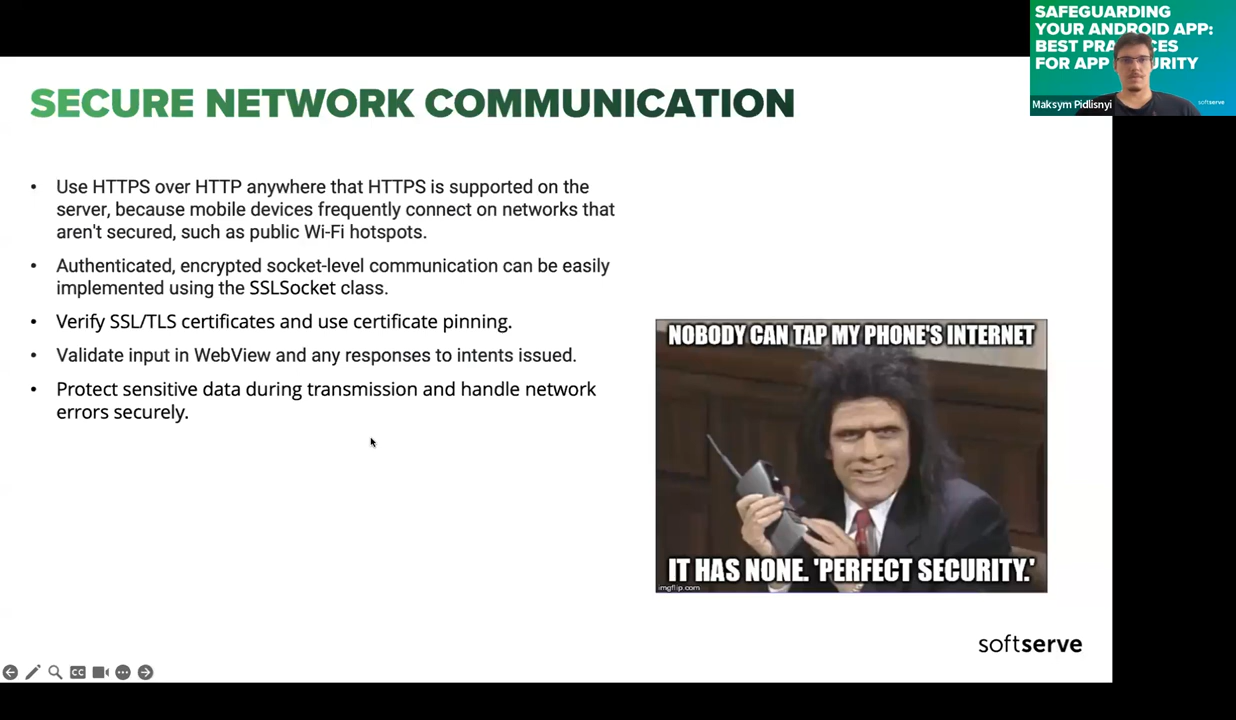 SAFEGUARDING
YOUR ANDROID APP:
BEST PRA CES
FOR APP URITY
Maksym Pidlisnyi
softserve
SECURE NETWORK COMMUNICATION
• Use HTTPS over HTTP anywhere that HTTPS is supported on the
server, because mobile devices frequently connect on networks that
aren't secured, such as public Wi-Fi hotspots.
• Authenticated, encrypted socket-level communication can be easily
implemented using the SSLSocket class.
• Verify SSL/TLS certificates and use certificate pinning.
• Validate input in WebView and any responses to intents issued.
• Protect sensitive data during transmission and handle network
errors securely.
NOBODY CAN TAP MY PHONE'S INTERNET
IT HAS NONE. 'PERFECT SECURITY.'
imgflip.com
softserve
CC